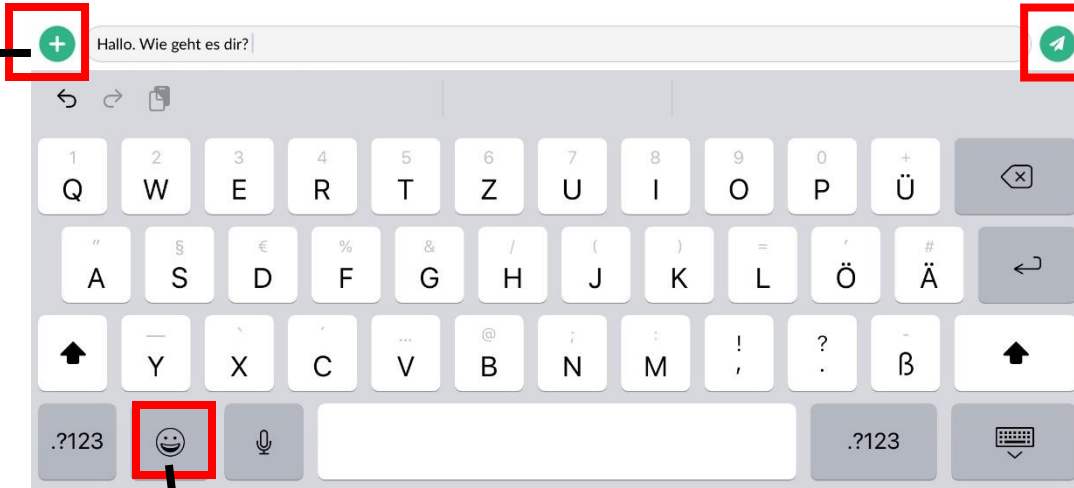 Hallo. Wie geht es dir?
1 2 3 4 5 6 7 8 9 0 +
Q W E R T Z U I O P Ü
" § € % & / ( ) = ' #
A S D F G H J K L Ö Ä
— ` ´ ... @ ; : ! ? -
Y X C V B N M , . ß
.?123 .?123